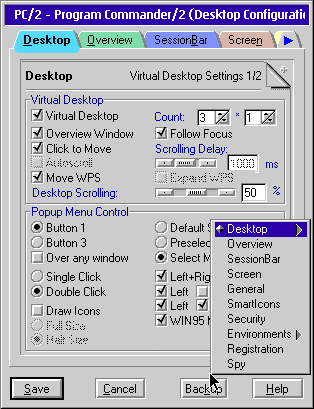 PC/2 - Program Commander/2 (Desktop Configuratio
Desktop Overview SessionBar Screen
Desktop Virtual Desktop Settings 1/2
Virtual Desktop
Virtual Desktop Count: 3 * 1
Overview Window Follow Focus
Click to Move Scrolling Delay:
Autoscroll 1000 ms
Move WPS Expand WPS
Desktop Scrolling: 50 %
Popup Menu Control
Button 1 Default S
Button 3 Preselec
Over any window Select M
Single Click Left+Rig
Double Click Left
Draw Icons Left
Full Size WIN95 M
Half Size
Desktop
Overview
SessionBar
Screen
General
SmartIcons
Security
Environments
Registration
Spy
Save Cancel Backup Help